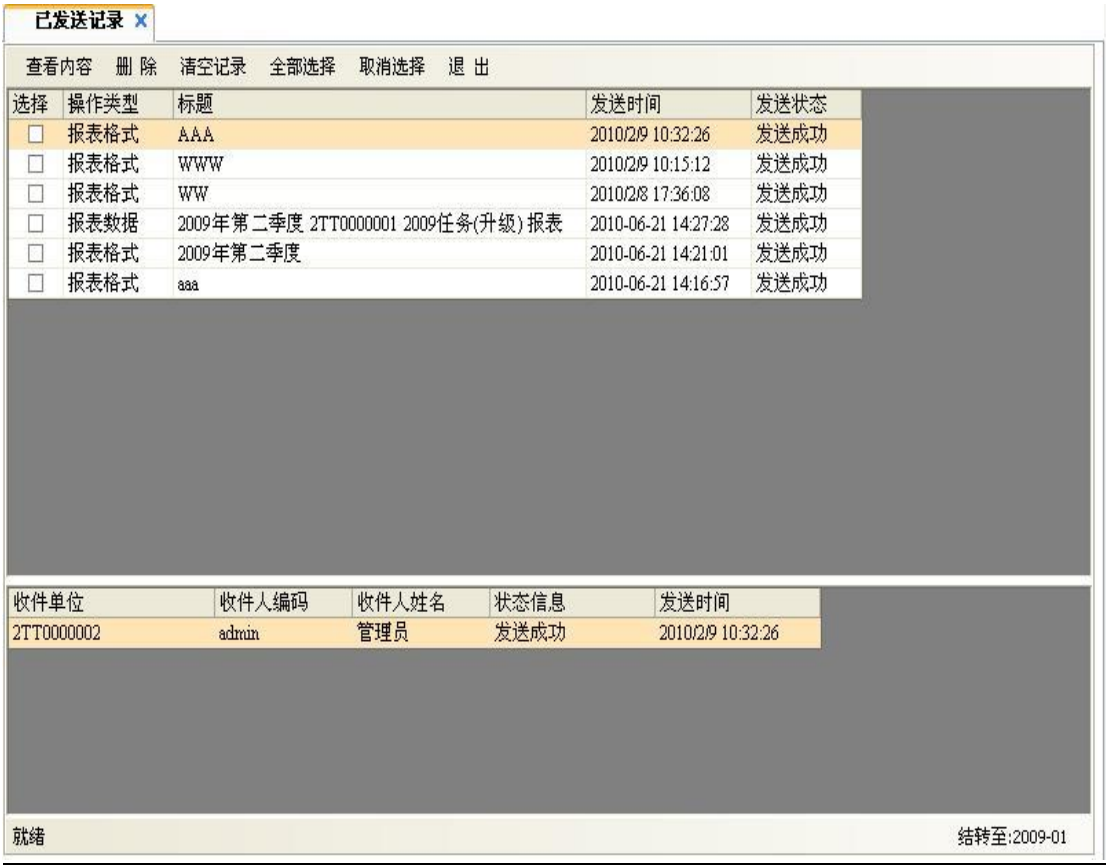 已发送记录 ×
查看内容 删 除 清空记录 全部选择 取消选择 退 出
选择 操作类型 标题 发送时间 发送状态
报表格式 AAA 2010/2/9 10:32:26 发送成功
报表格式 WWW 2010/2/9 10:15:12 发送成功
报表格式 WW 2010/2/8 17:36:08 发送成功
报表数据 2009年第二季度 2TT0000001 2009任务(升级) 报表 2010-06-21 14:27:28 发送成功
报表格式 2009年第二季度 2010-06-21 14:21:01 发送成功
报表格式 aaa 2010-06-21 14:16:57 发送成功
收件单位 收件人编码 收件人姓名 状态信息 发送时间
2TT0000002 admin 管理员 发送成功 2010/2/9 10:32:26
就绪 结转至:2009-01